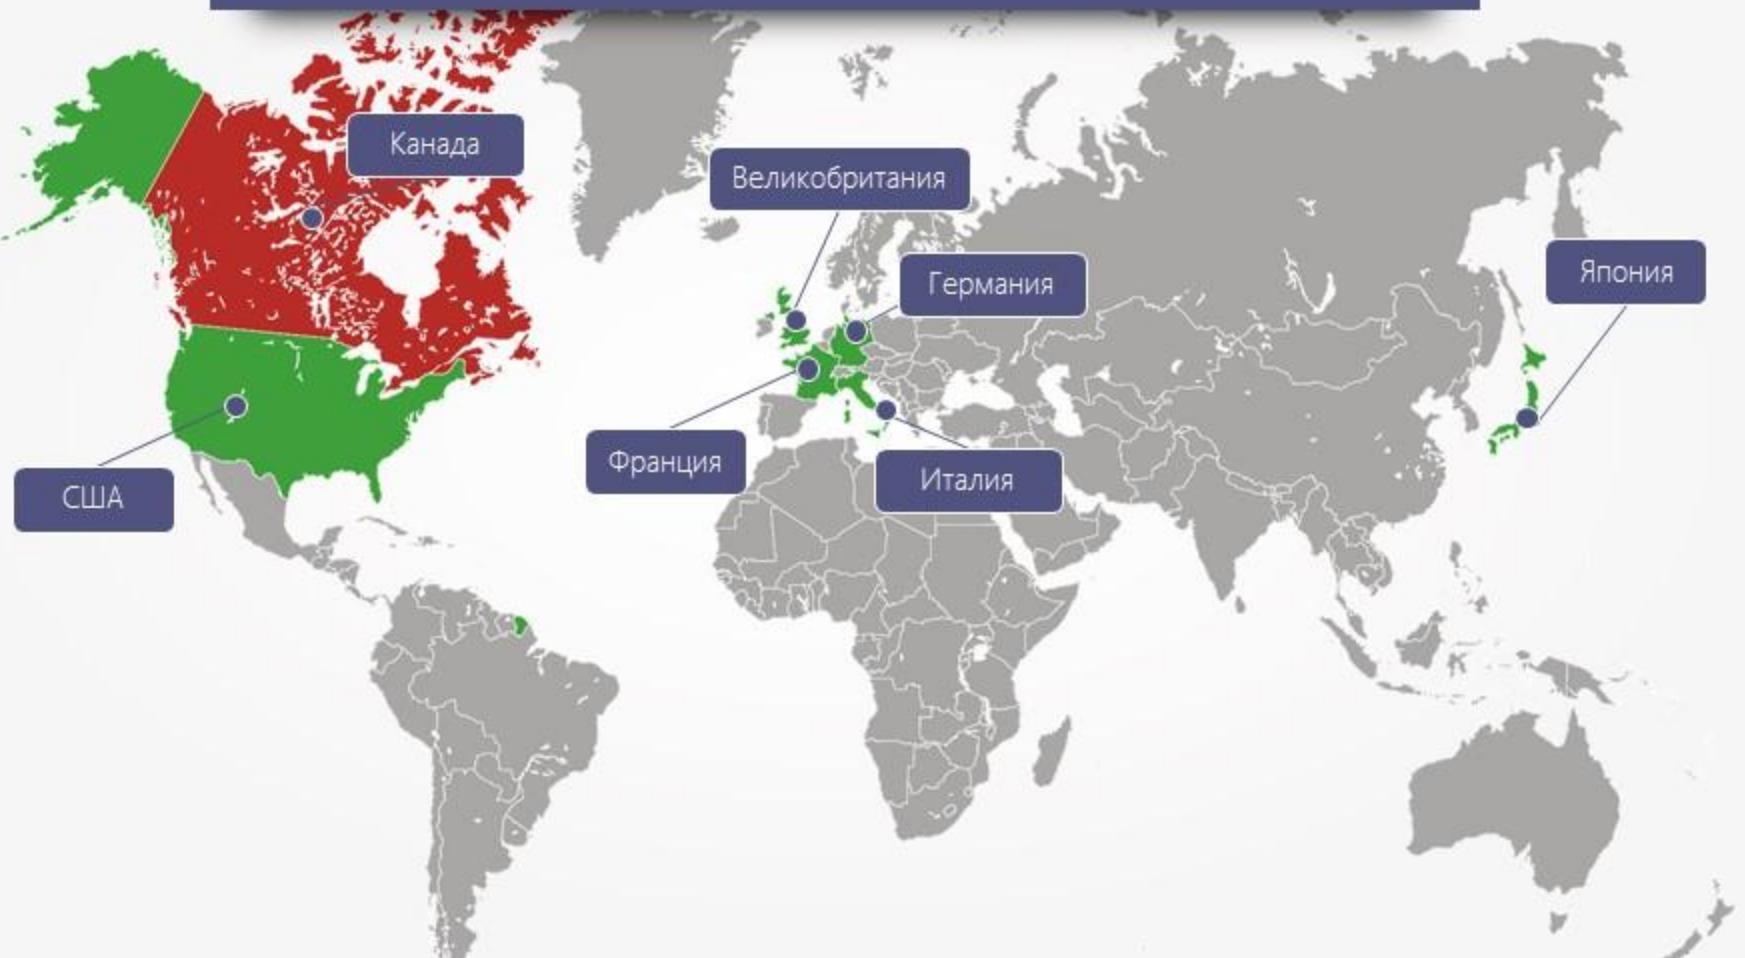 Канада
Великобритания
Германия
Япония
Франция
Италия
США